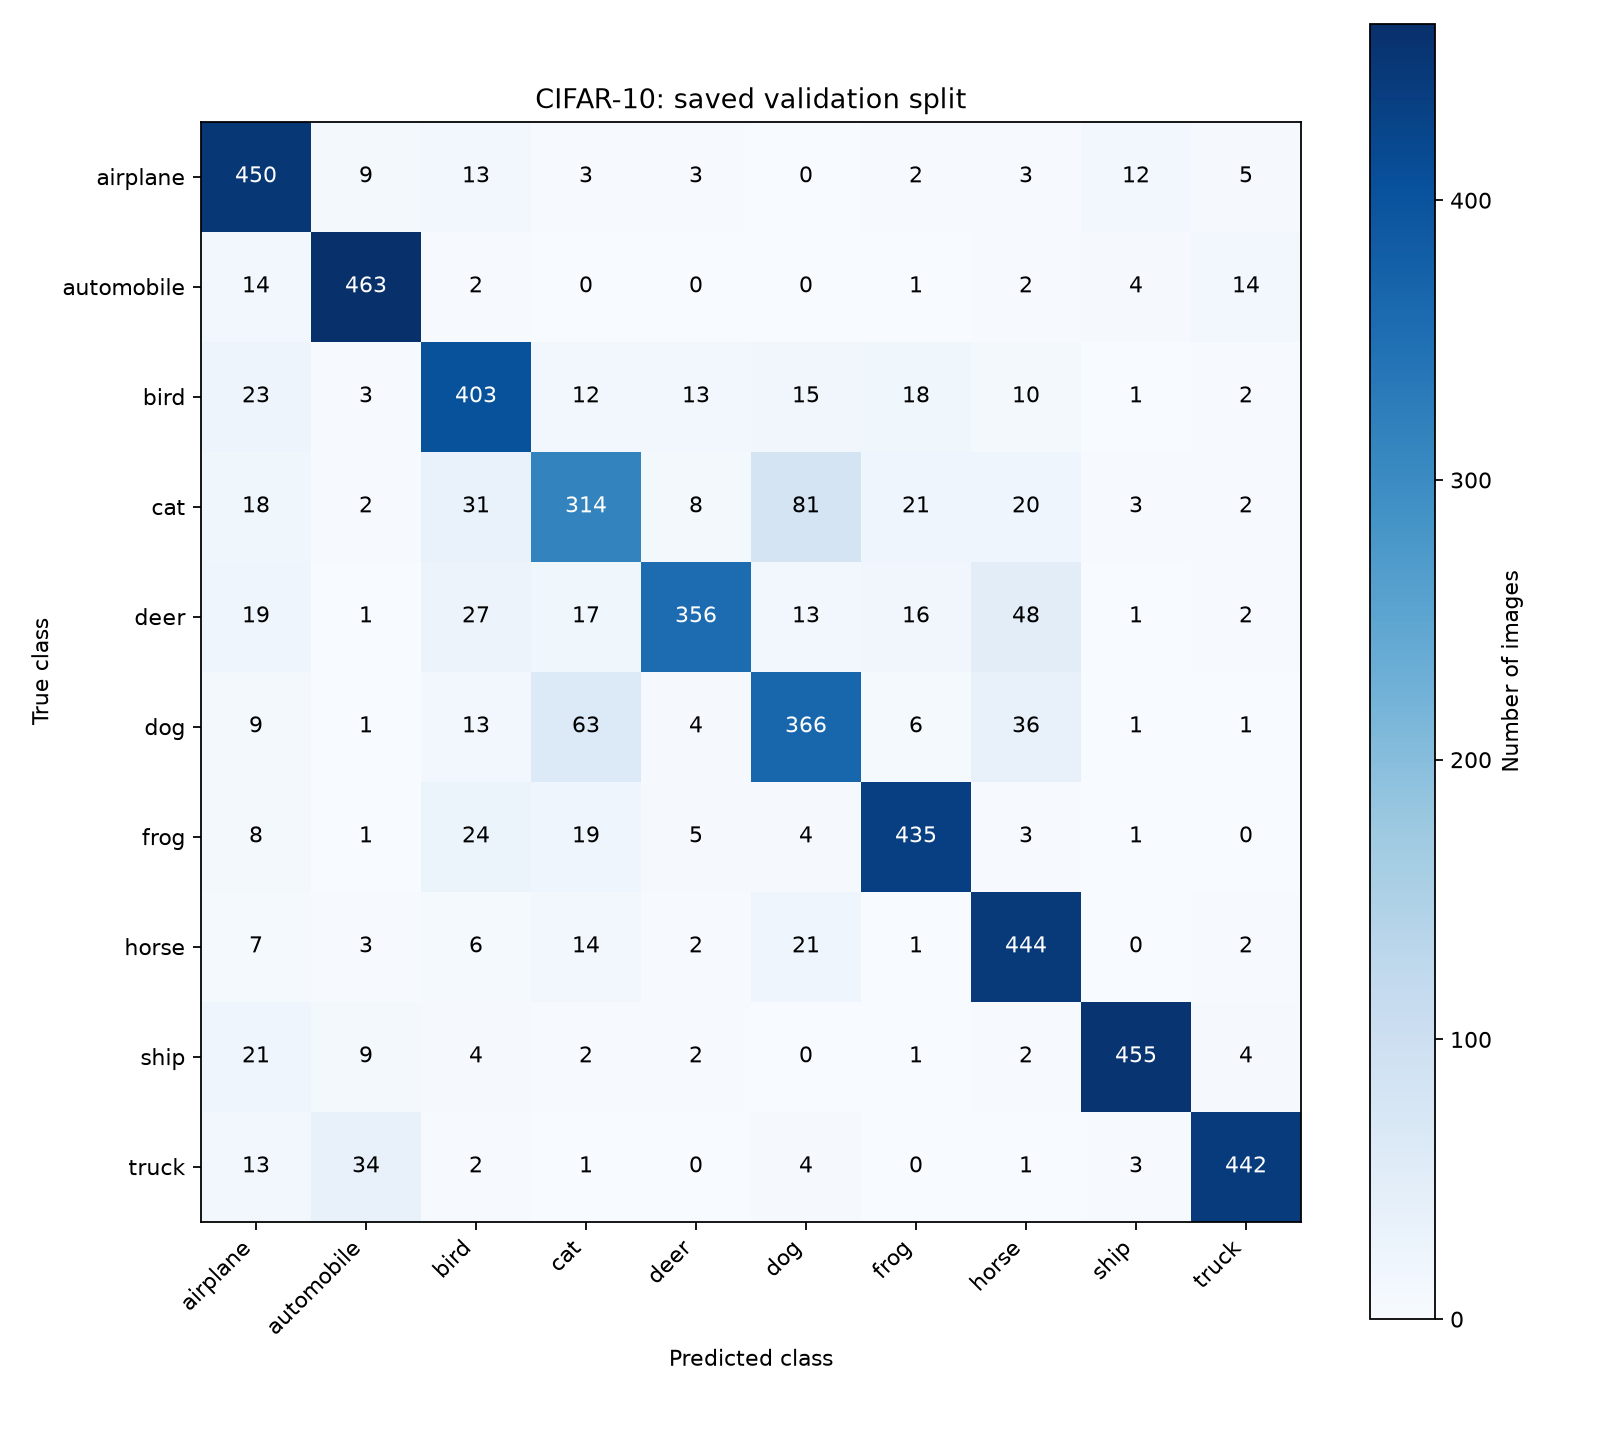 CIFAR-10: saved validation split
airplane 450 9 13 3 3 0 2 3 12 5
automobile 14 463 2 0 0 0 1 2 4 14
bird 23 3 403 12 13 15 18 10 1 2
cat 18 2 31 314 8 81 21 20 3 2
deer 19 1 27 17 356 13 16 48 1 2
dog 9 1 13 63 4 366 6 36 1 1
frog 8 1 24 19 5 4 435 3 1 0
horse 7 3 6 14 2 21 1 444 0 2
ship 21 9 4 2 2 0 1 2 455 4
truck 13 34 2 1 0 4 0 1 3 442
airplane automobile bird cat deer dog frog horse ship truck
Predicted class
True class
400
300
200
100
0
Number of images